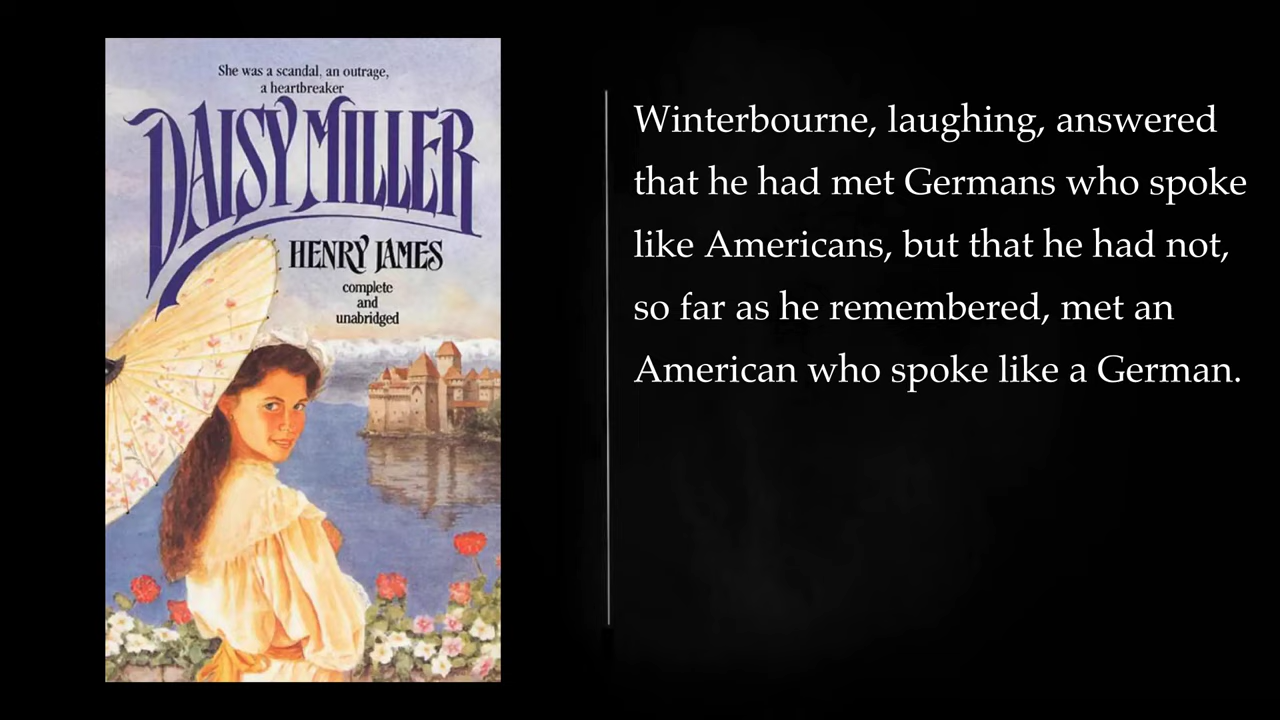 She was a scandal, an outrage,
a heartbreaker
DAISY MILLER
HENRY JAMES
complete
and
unabridged
Winterbourne, laughing, answered
that he had met Germans who spoke
like Americans, but that he had not,
so far as he remembered, met an
American who spoke like a German.